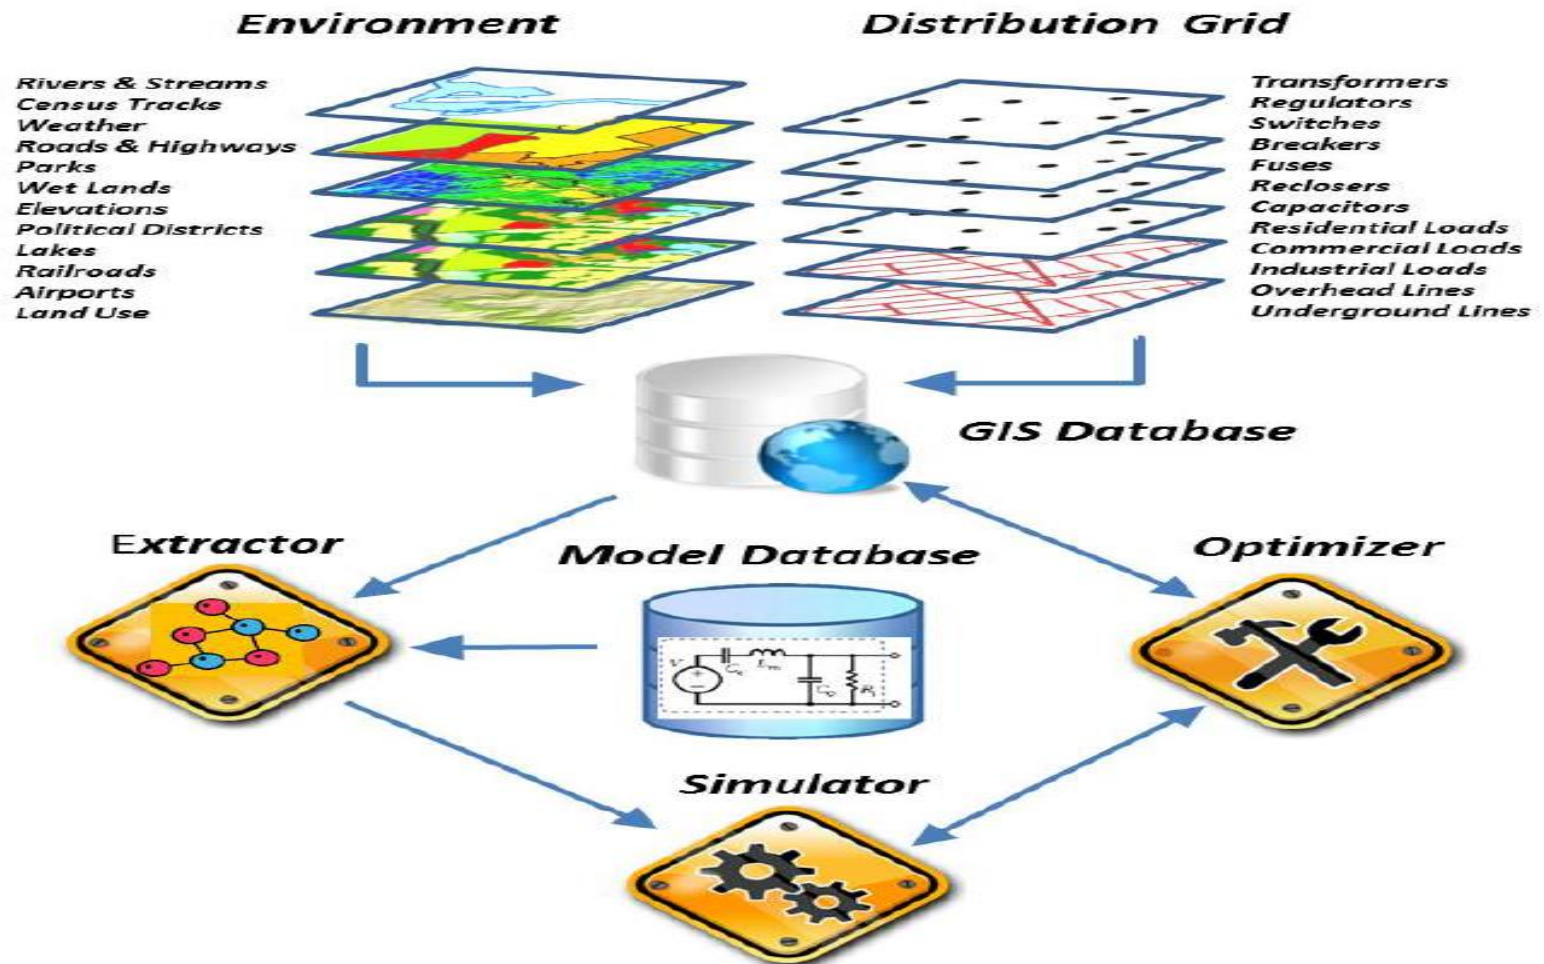 Environment
Distribution Grid
Rivers & Streams
Census Tracks
Weather
Roads & Highways
Parks
Wet Lands
Elevations
Political Districts
Lakes
Railroads
Airports
Land Use
Transformers
Regulators
Switches
Breakers
Fuses
Reclosers
Capacitors
Residential Loads
Commercial Loads
Industrial Loads
Overhead Lines
Underground Lines
GIS Database
Extractor
Model Database
Optimizer
V
Simulator